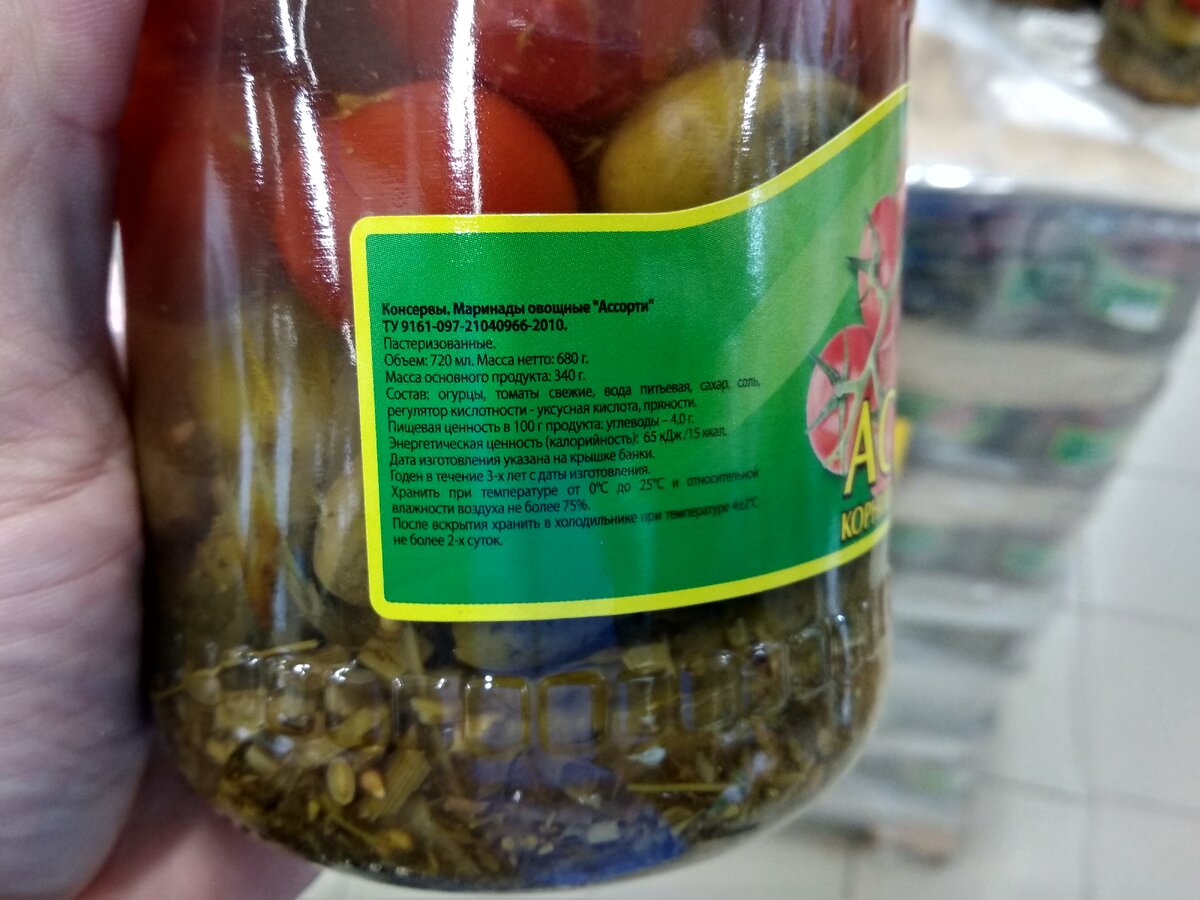 Консервы. Маринады овощные "Ассорти"
ТУ 9161-097-21040966-2010.
Пастеризованные.
Объем: 720 мл. Масса нетто: 680 г.
Масса основного продукта: 340 г.
Состав: огурцы, томаты свежие, вода питьевая, сахар, соль,
регулятор кислотности - уксусная кислота, пряности.
Пищевая ценность в 100 г продукта: углеводы – 4,0 г.
Энергетическая ценность (калорийность): 65 кДж /15 ккал.
Дата изготовления указана на крышке банки.
Годен в течение 3-х лет с даты изготовления.
Хранить при температуре от 0°С до 25°С и относительной
влажности воздуха не более 75%.
После вскрытия хранить в холодильнике при температуре 4±2°С
не более 2-х суток.
АС
КОРН